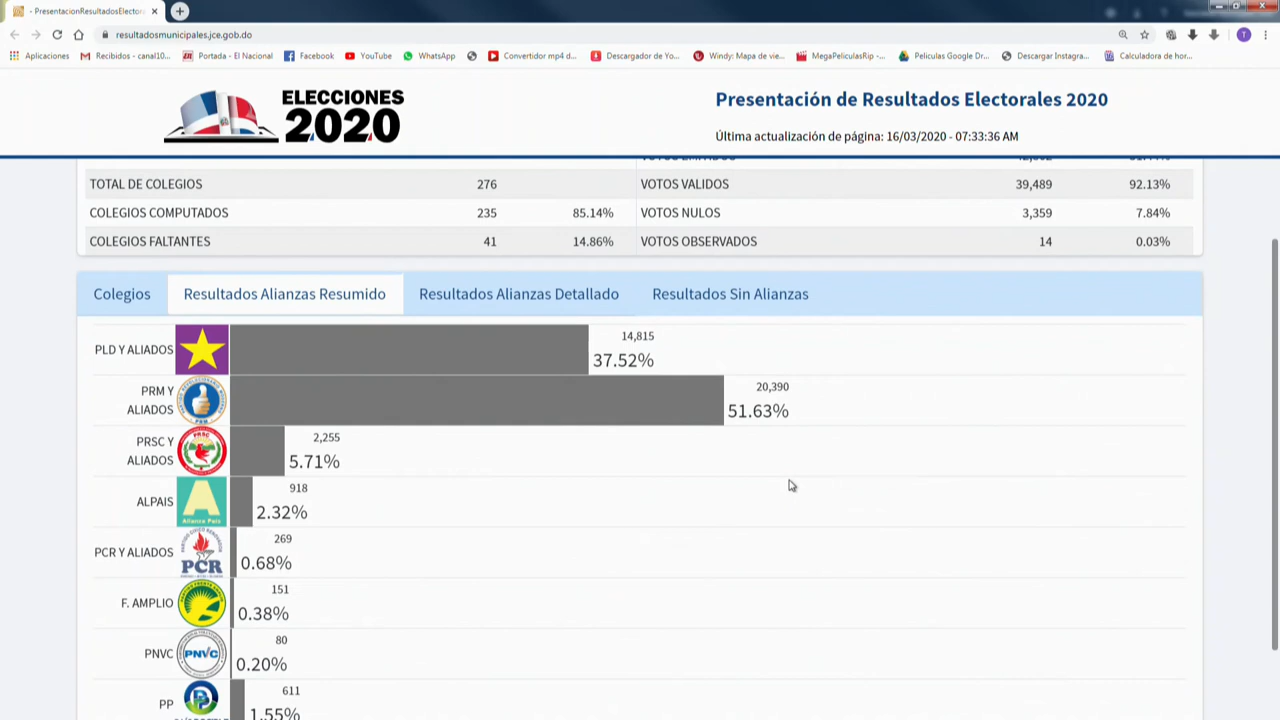 - PresentacionResultadosElectora
resultadosmunicipales.jce.gob.do
T
Aplicaciones
Recibidos - canal10...
Portada - El Nacional
Facebook
YouTube
WhatsApp
Convertidor mp4 d...
Descargador de Yo...
Windy: Mapa de vie...
MegaPeliculasRip -...
Peliculas Google Dr...
Descargar Instagra...
Calculadora de hor...
ELECCIONES
2020
Presentación de Resultados Electorales 2020
Última actualización de página: 16/03/2020 - 07:33:36 AM
TOTAL DE COLEGIOS 276
VOTOS VALIDOS 39,489 92.13%
COLEGIOS COMPUTADOS 235 85.14%
VOTOS NULOS 3,359 7.84%
COLEGIOS FALTANTES 41 14.86%
VOTOS OBSERVADOS 14 0.03%
Colegios
Resultados Alianzas Resumido
Resultados Alianzas Detallado
Resultados Sin Alianzas
PLD Y ALIADOS
14,815
37.52%
PRM Y
ALIADOS
20,390
51.63%
PRSC Y
ALIADOS
PRSC
2,255
5.71%
ALPAIS
A
Alianza País
918
2.32%
PCR Y ALIADOS
PCR
269
0.68%
F. AMPLIO
151
0.38%
PNVC
PNVC
80
0.20%
PP
611
1.55%